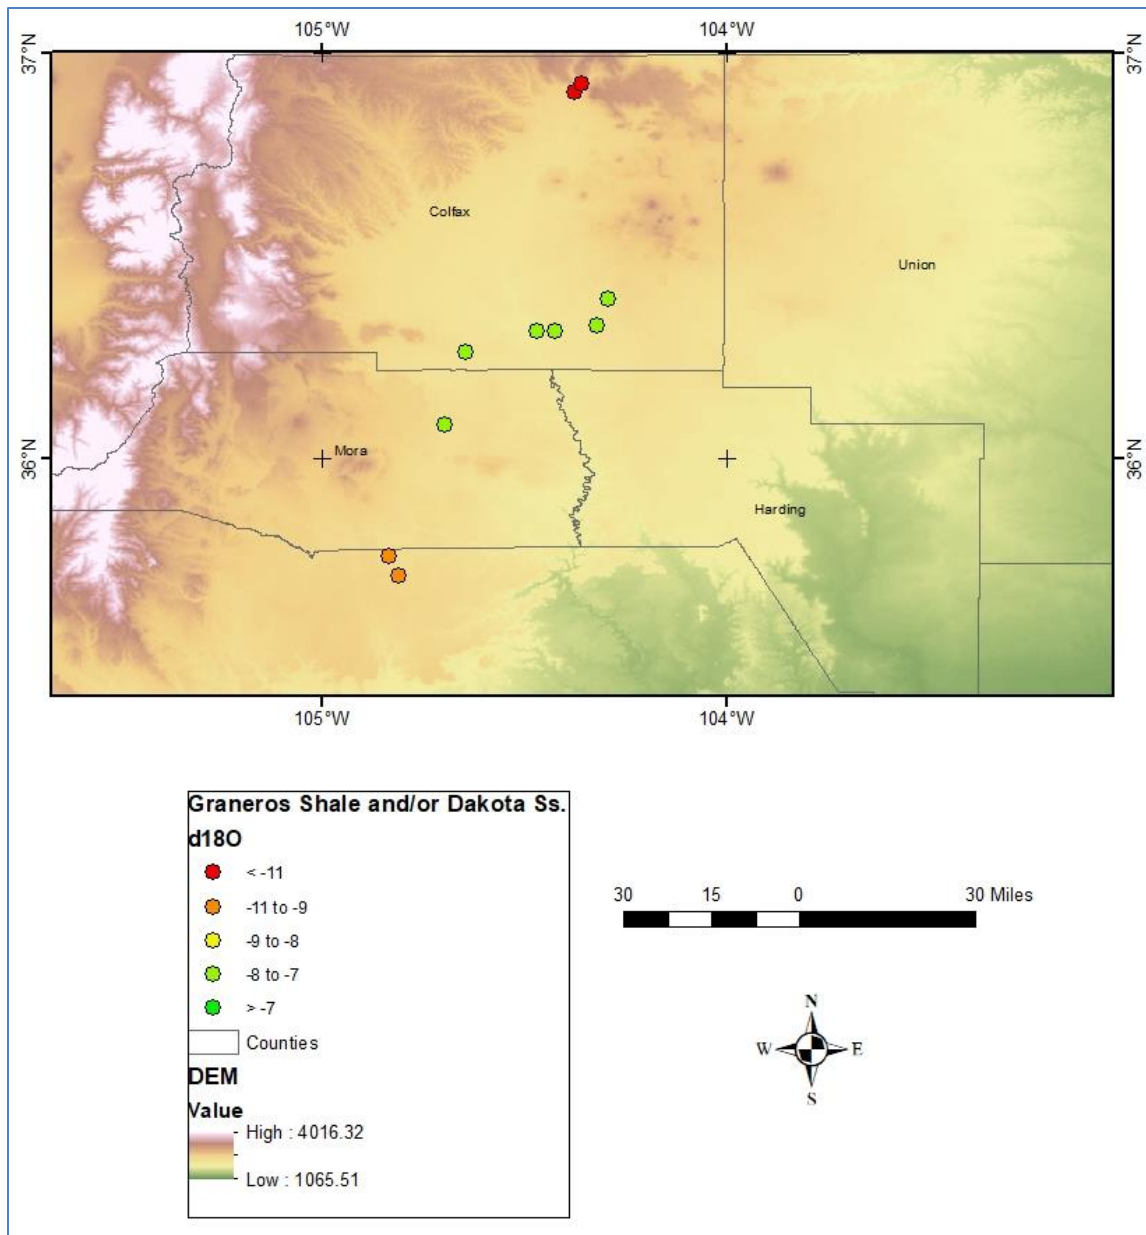 105°W 104°W
37°N 37°N
Colfax
Union
36°N Mora 36°N
Harding
105°W 104°W
Graneros Shale and/or Dakota Ss.
d18O
< -11
-11 to -9
-9 to -8
-8 to -7
> -7
Counties
DEM
Value
High : 4016.32
Low : 1065.51
30 15 0 30 Miles
N
W E
S